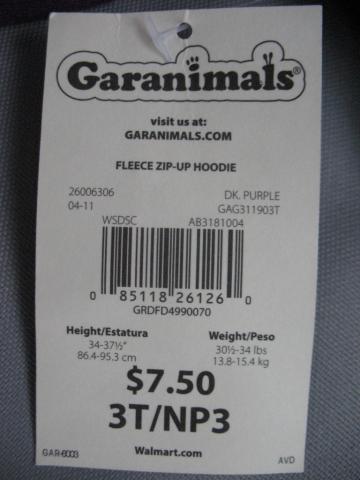 Garanimals®
visit us at:
GARANIMALS.COM
FLEECE ZIP-UP HOODIE
26006306 DK. PURPLE
04-11 GAG311903T
WSDSC AB3181004
0 85118 26126 0
GRDFD4990070
Height/Estatura Weight/Peso
34-37½" 30½-34 lbs
86.4-95.3 cm 13.8-15.4 kg
$7.50
3T/NP3
GAR-6003 Walmart.com AVD